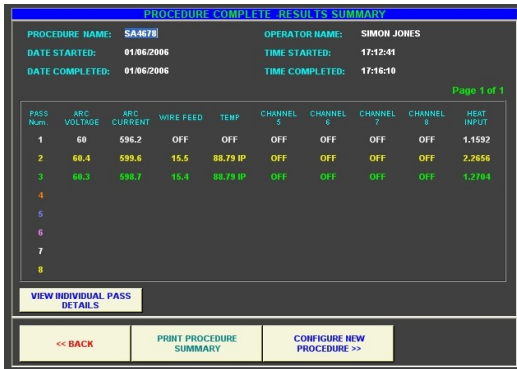 PROCEDURE COMPLETE -RESULTS SUMMARY
PROCEDURE NAME: SA4678 OPERATOR NAME: SIMON JONES
DATE STARTED: 01/06/2006 TIME STARTED: 17:12:41
DATE COMPLETED: 01/06/2006 TIME COMPLETED: 17:16:10
Page 1 of 1
PASS ARC ARC WIRE FEED TEMP CHANNEL CHANNEL CHANNEL CHANNEL HEAT
Num. VOLTAGE CURRENT 5 6 7 8 INPUT
1 60 596.2 OFF OFF OFF OFF OFF OFF 1.1592
2 60.4 599.6 15.5 88.79 IP OFF OFF OFF OFF 2.2656
3 60.3 598.7 15.4 88.79 IP OFF OFF OFF OFF 1.2704
4
5
6
7
8
VIEW INDIVIDUAL PASS
DETAILS
<< BACK PRINT PROCEDURE CONFIGURE NEW
SUMMARY PROCEDURE >>